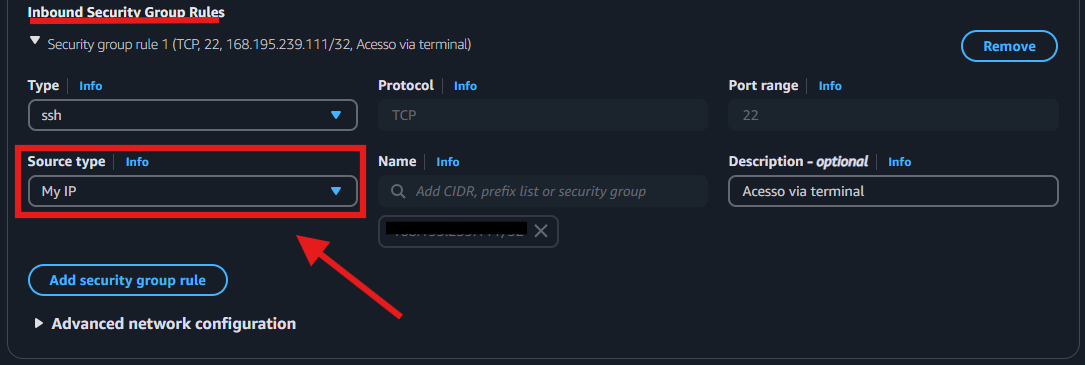 Inbound Security Group Rules
Security group rule 1 (TCP, 22, 168.195.239.111/32, Acesso via terminal)
Remove
Type Info
Protocol Info
Port range Info
ssh
TCP
22
Source type Info
Name Info
Description - optional Info
My IP
Add CIDR, prefix list or security group
Acesso via terminal
Add security group rule
Advanced network configuration